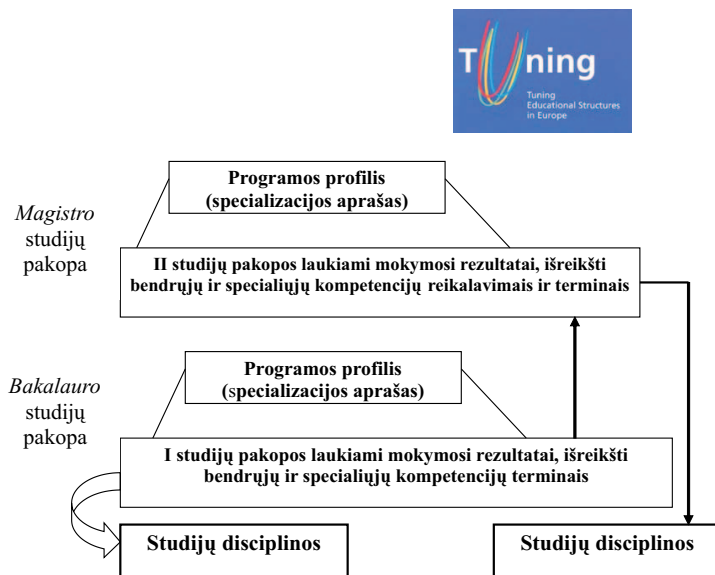 Tuning
Tuning
Educational Structures
in Europe
Programos profilis
(specializacijos aprašas)
Magistro
studijų
pakopa
II studijų pakopos laukiami mokymosi rezultatai, išreikšti
bendrųjų ir specialiųjų kompetencijų reikalavimais ir terminais
Programos profilis
(specializacijos aprašas)
Bakalauro
studijų
pakopa
I studijų pakopos laukiami mokymosi rezultatai, išreikšti
bendrųjų ir specialiųjų kompetencijų terminais
Studijų disciplinos
Studijų disciplinos